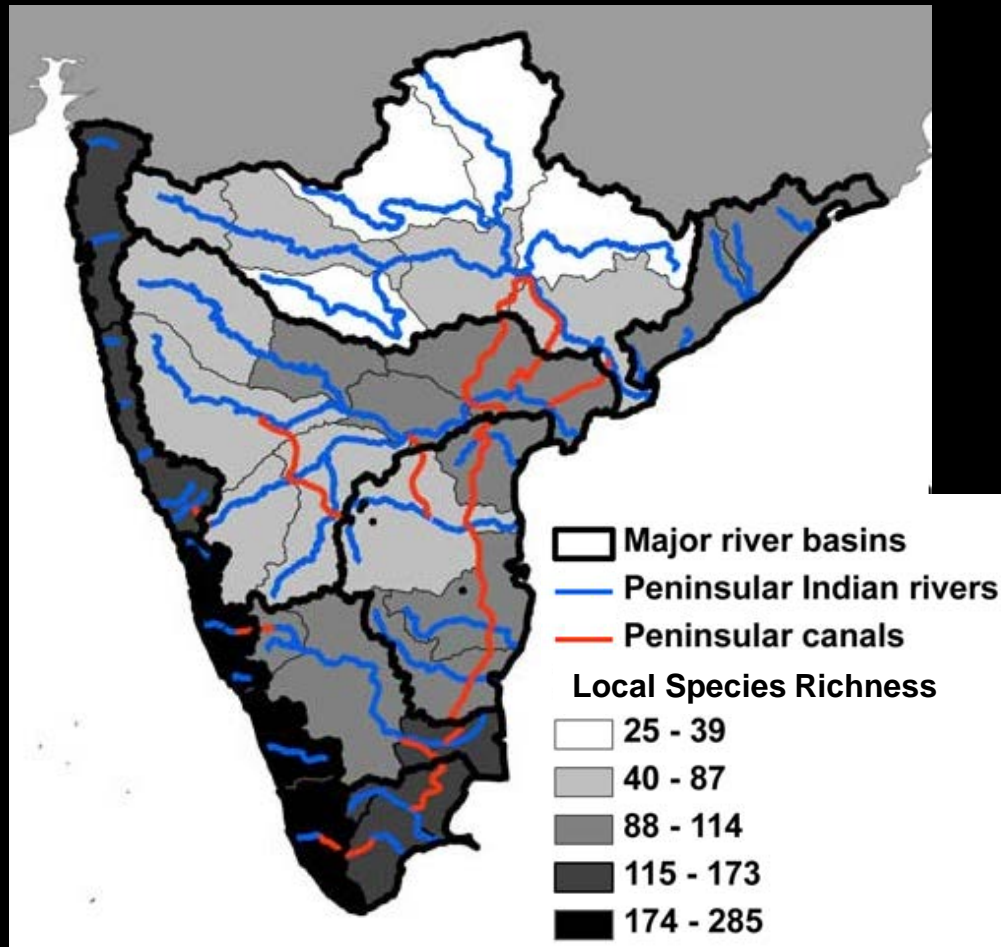 Major river basins
Peninsular Indian rivers
Peninsular canals
Local Species Richness
25 - 39
40 - 87
88 - 114
115 - 173
174 - 285